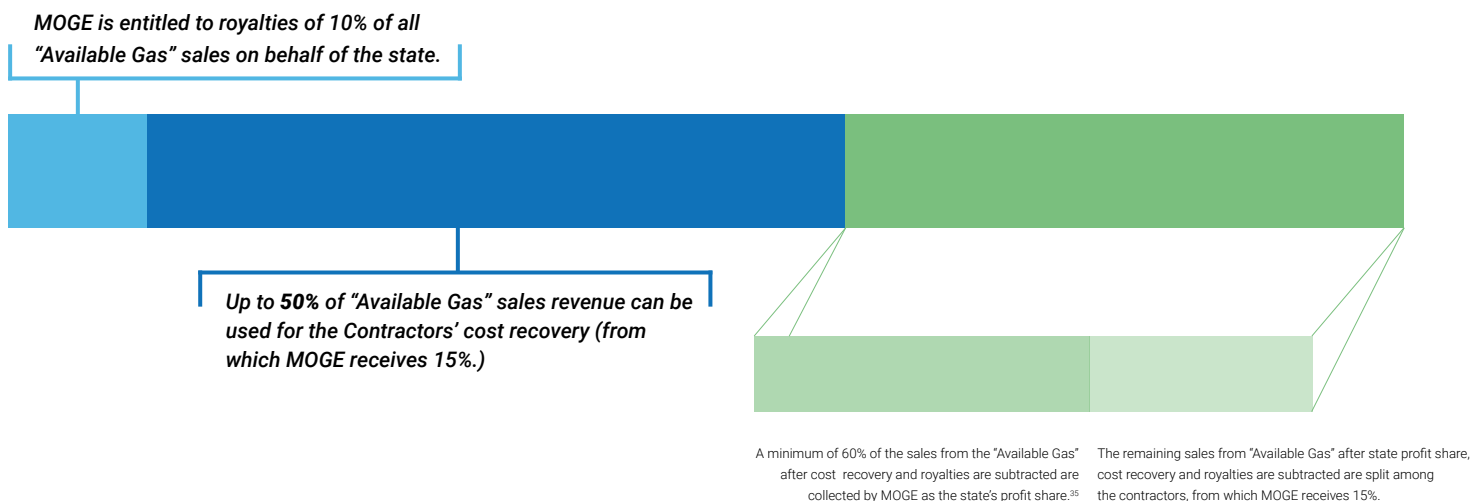 MOGE is entitled to royalties of 10% of all
“Available Gas” sales on behalf of the state.
Up to 50% of “Available Gas” sales revenue can be
used for the Contractors’ cost recovery (from
which MOGE receives 15%.)
A minimum of 60% of the sales from the “Available Gas”
after cost recovery and royalties are subtracted are
collected by MOGE as the state’s profit share.³⁵
The remaining sales from “Available Gas” after state profit share,
cost recovery and royalties are subtracted are split among
the contractors, from which MOGE receives 15%.